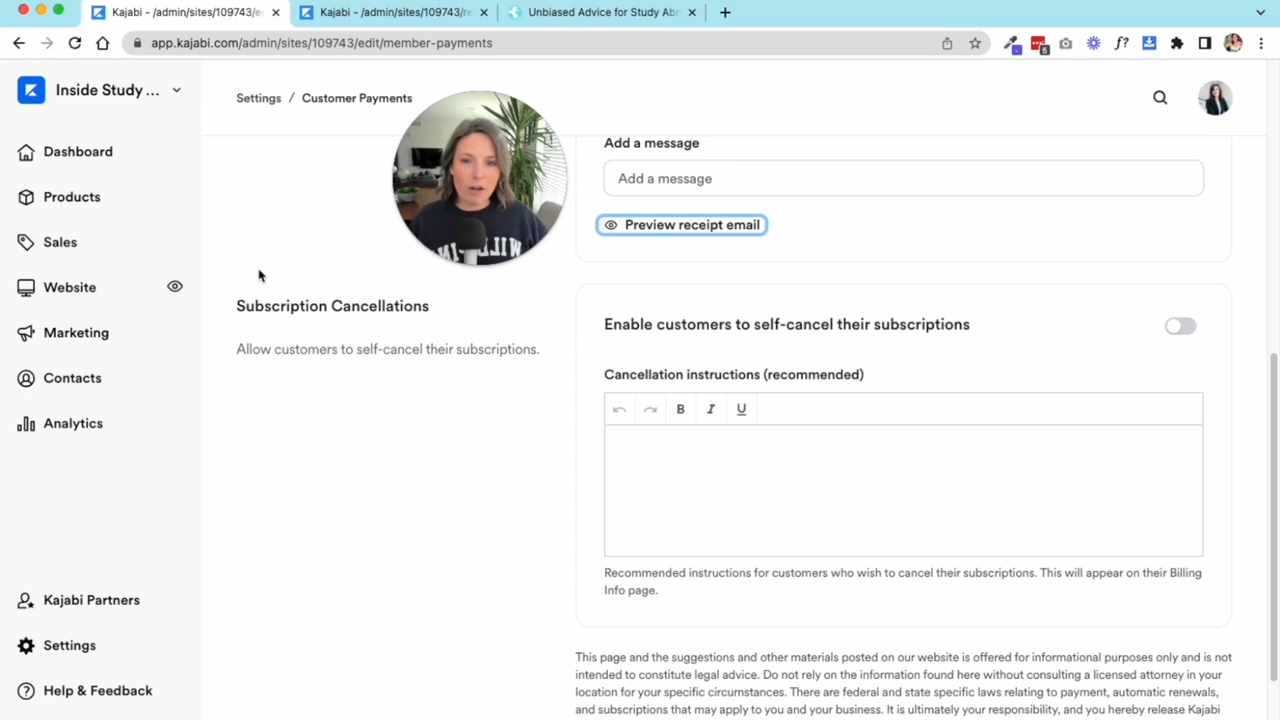 Kajabi - /admin/sites/109743/e
Kajabi - /admin/sites/109743/re
Unbiased Advice for Study Abr
app.kajabi.com/admin/sites/109743/edit/member-payments
f?
Inside Study ...
Settings / Customer Payments
Dashboard
Products
Sales
Website
Marketing
Contacts
Analytics
Kajabi Partners
Settings
Help & Feedback
Add a message
Add a message
Preview receipt email
Subscription Cancellations
Allow customers to self-cancel their subscriptions.
Enable customers to self-cancel their subscriptions
Cancellation instructions (recommended)
B I U
Recommended instructions for customers who wish to cancel their subscriptions. This will appear on their Billing
Info page.
This page and the suggestions and other materials posted on our website is offered for informational purposes only and is not
intended to constitute legal advice. Do not rely on the information found here without consulting a licensed attorney in your
location for your specific circumstances. There are federal and state specific laws relating to payment, automatic renewals,
and subscriptions that may apply to you and your business. It is ultimately your responsibility, and you hereby release Kajabi